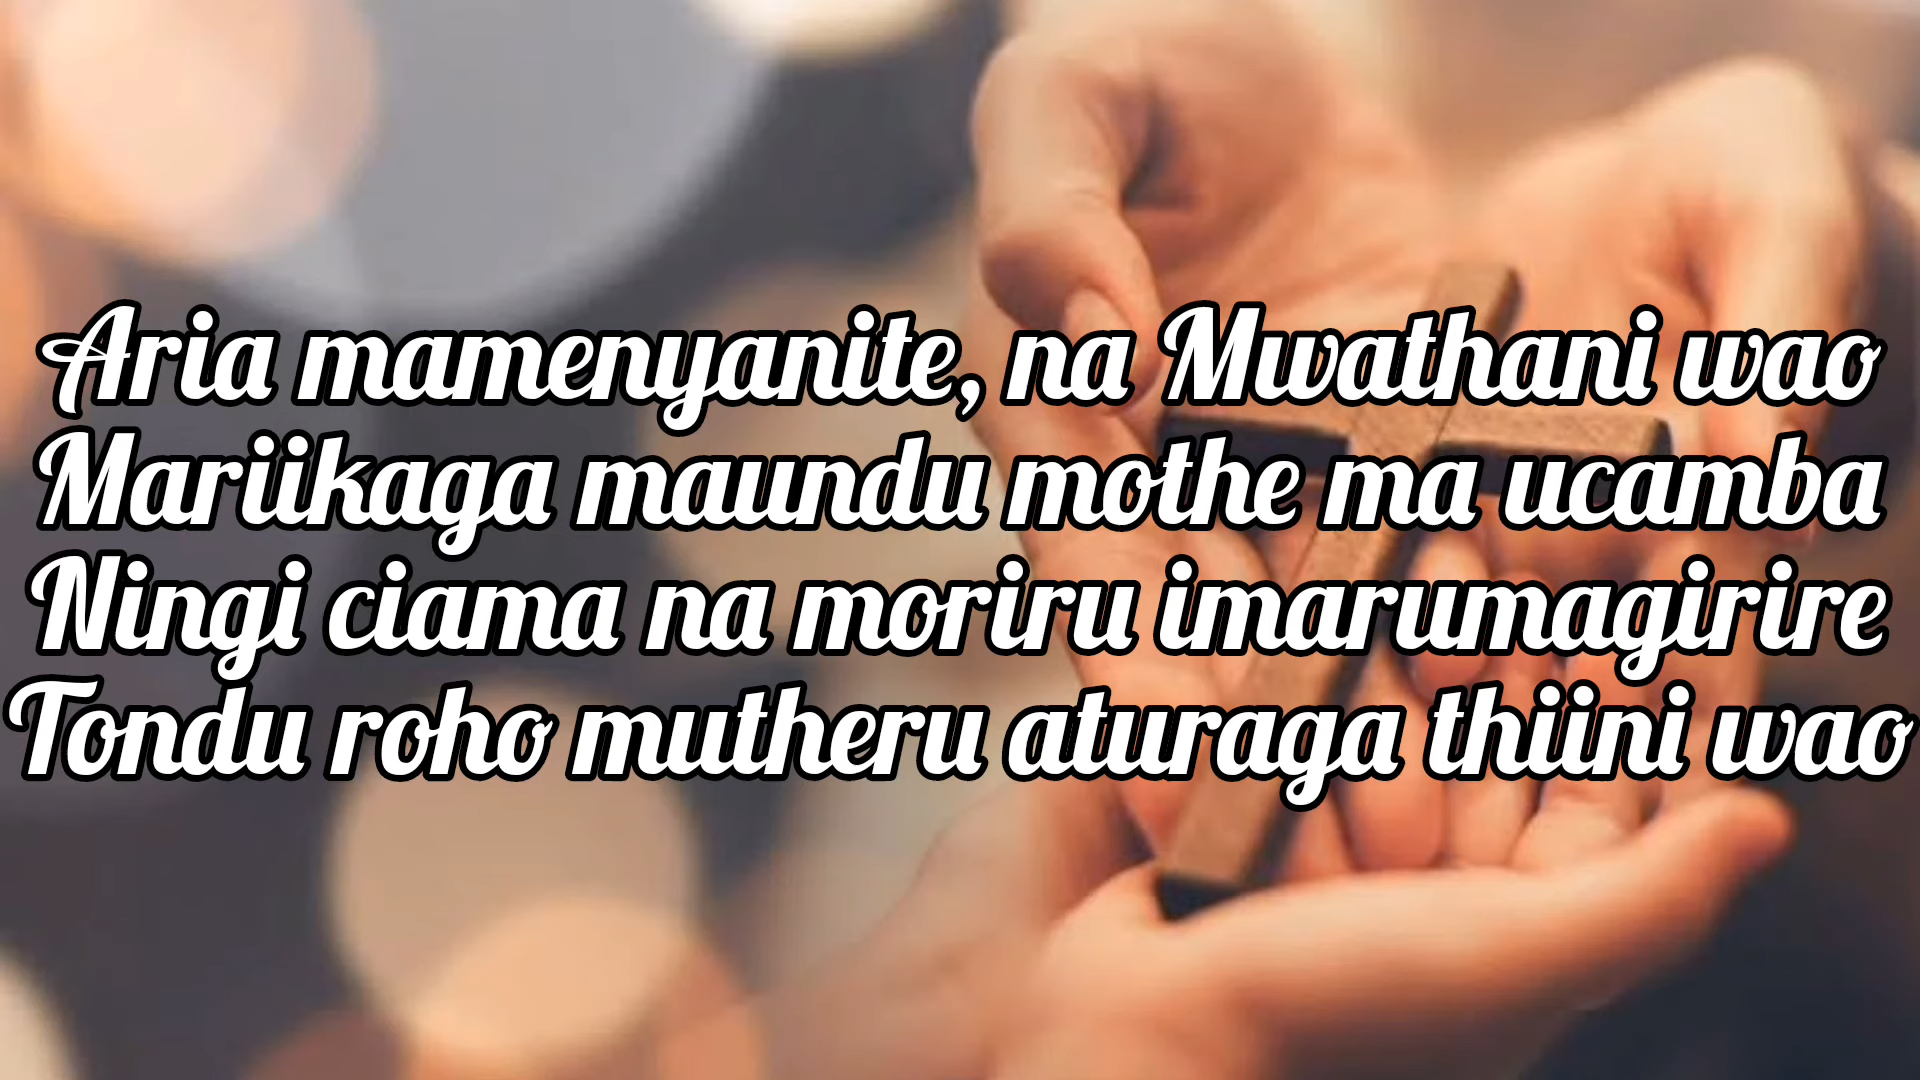 Aria mamenyanite, na Mwathani wao
Mariikaga maundu mothe ma ucamba
Ningi ciama na moriru imarumagirire
Tondu roho mutheru aturaga thiini wao